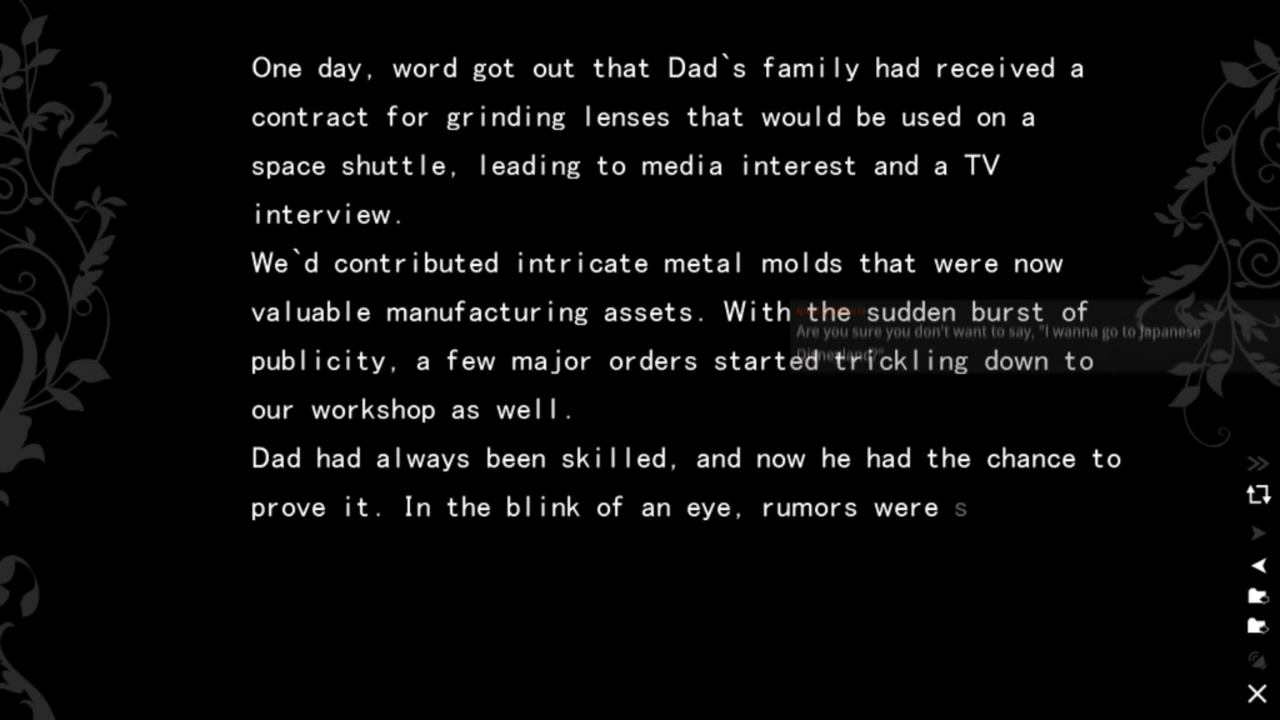 One day, word got out that Dad`s family had received a
contract for grinding lenses that would be used on a
space shuttle, leading to media interest and a TV
interview.
We`d contributed intricate metal molds that were now
valuable manufacturing assets. With the sudden burst of
Are you sure you don't want to say, "I wanna go to Japanese
Disneyland?"
publicity, a few major orders started trickling down to
our workshop as well.
Dad had always been skilled, and now he had the chance to
prove it. In the blink of an eye, rumors were s